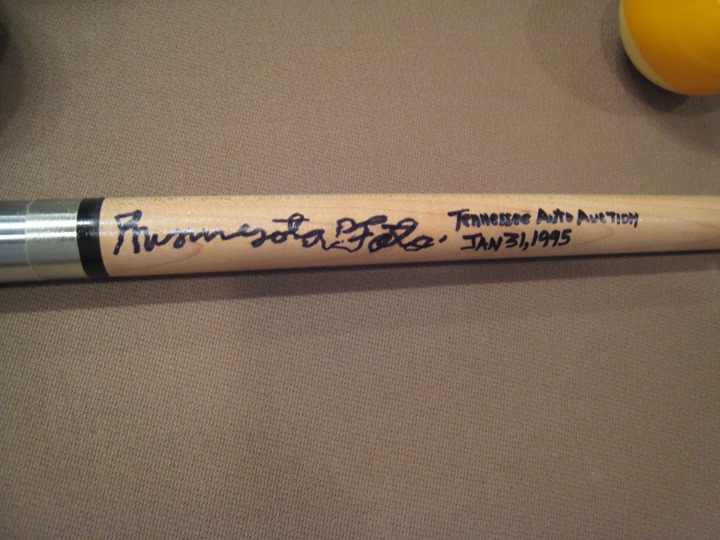 Minnesota Fats.
Tennessee Auto Auction
JAN 31, 1995